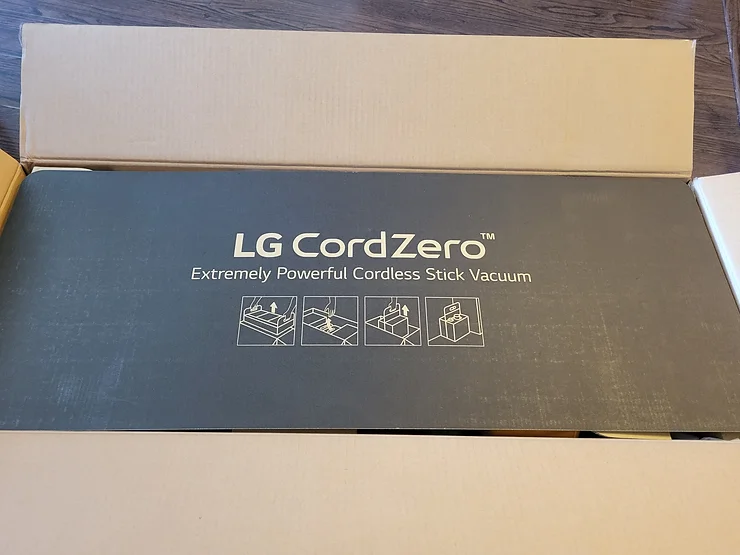 LG CordZero™
Extremely Powerful Cordless Stick Vacuum